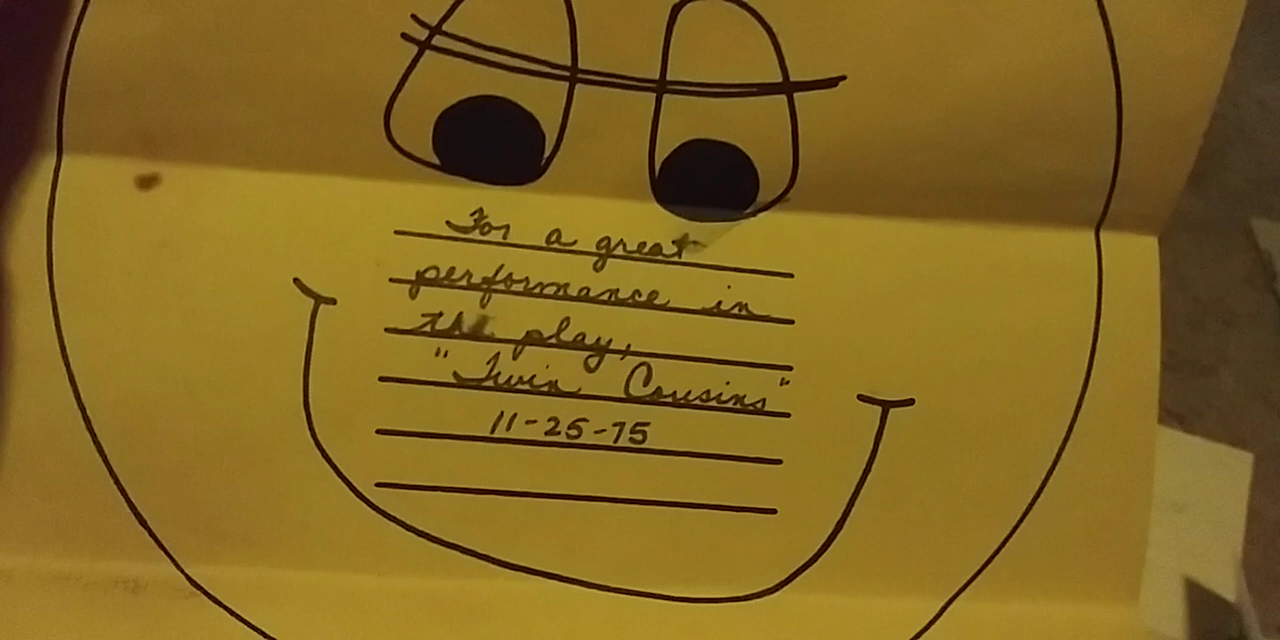 For a great
performance in
the play,
"Twin Cousins"
11-25-75